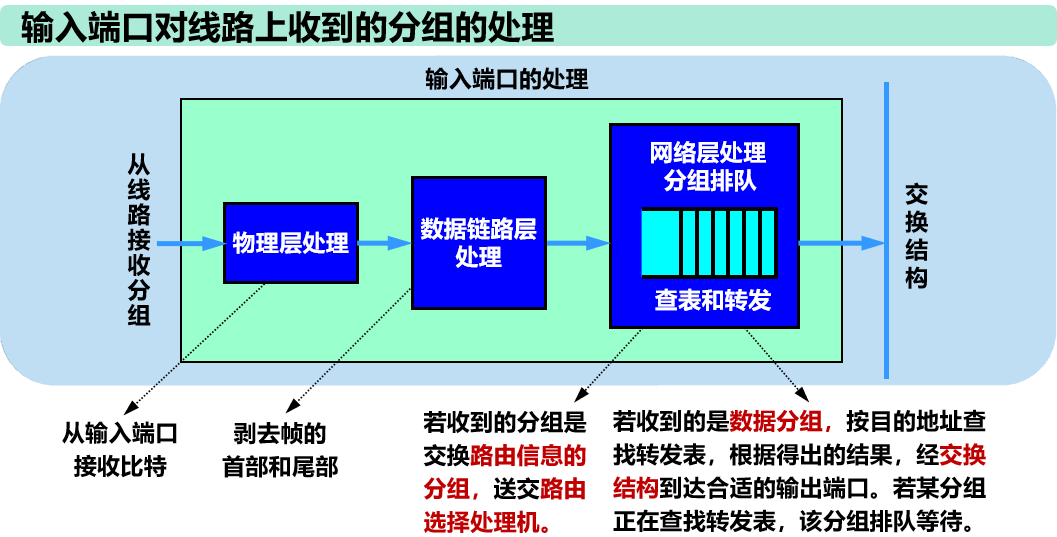 输入端口对线路上收到的分组的处理
输入端口的处理
从线路接收分组
物理层处理
数据链路层
处理
网络层处理
分组排队
查表和转发
交换结构
从输入端口
接收比特
剥去帧的
首部和尾部
若收到的分组是
交换路由信息的
分组，送交路由
选择处理机。
若收到的是数据分组，按目的地址查
找转发表，根据得出的结果，经交换
结构到达合适的输出端口。若某分组
正在查找转发表，该分组排队等待。